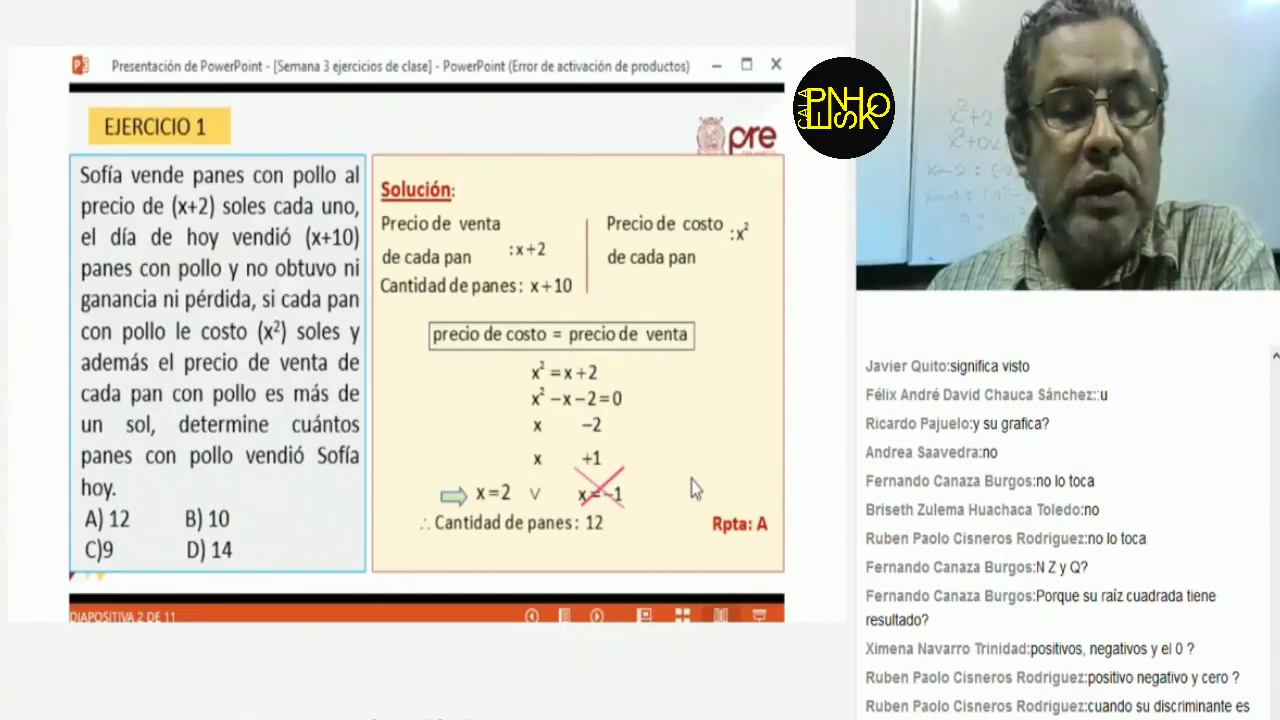 Presentación de PowerPoint - [Semana 3 ejercicios de clase] - PowerPoint (Error de activación de productos)
EJERCICIO 1
pre
Sofía vende panes con pollo al
precio de (x+2) soles cada uno,
el día de hoy vendió (x+10)
panes con pollo y no obtuvo ni
ganancia ni pérdida, si cada pan
con pollo le costo (x²) soles y
además el precio de venta de
cada pan con pollo es más de
un sol, determine cuántos
panes con pollo vendió Sofía
hoy.
A) 12 B) 10
C)9 D) 14
Solución:
Precio de venta
de cada pan :x+2
Cantidad de panes: x+10
Precio de costo :x²
de cada pan
precio de costo = precio de venta
x² = x+2
x² −x−2=0
x −2
x +1
x=2 ∨ x=−1
∴ Cantidad de panes: 12
Rpta: A
DIAPOSITIVA 2 DE 11
x²+2
Javier Quito:significa visto
Félix André David Chauca Sánchez::u
Ricardo Pajuelo:y su grafica?
Andrea Saavedra:no
Fernando Canaza Burgos:no lo toca
Briseth Zulema Huachaca Toledo:no
Ruben Paolo Cisneros Rodriguez:no lo toca
Fernando Canaza Burgos:N Z y Q?
Fernando Canaza Burgos:Porque su raíz cuadrada tiene
resultado?
Ximena Navarro Trinidad:positivos, negativos y el 0 ?
Ruben Paolo Cisneros Rodriguez:positivo negativo y cero ?
Ruben Paolo Cisneros Rodriguez:cuando su discriminante es